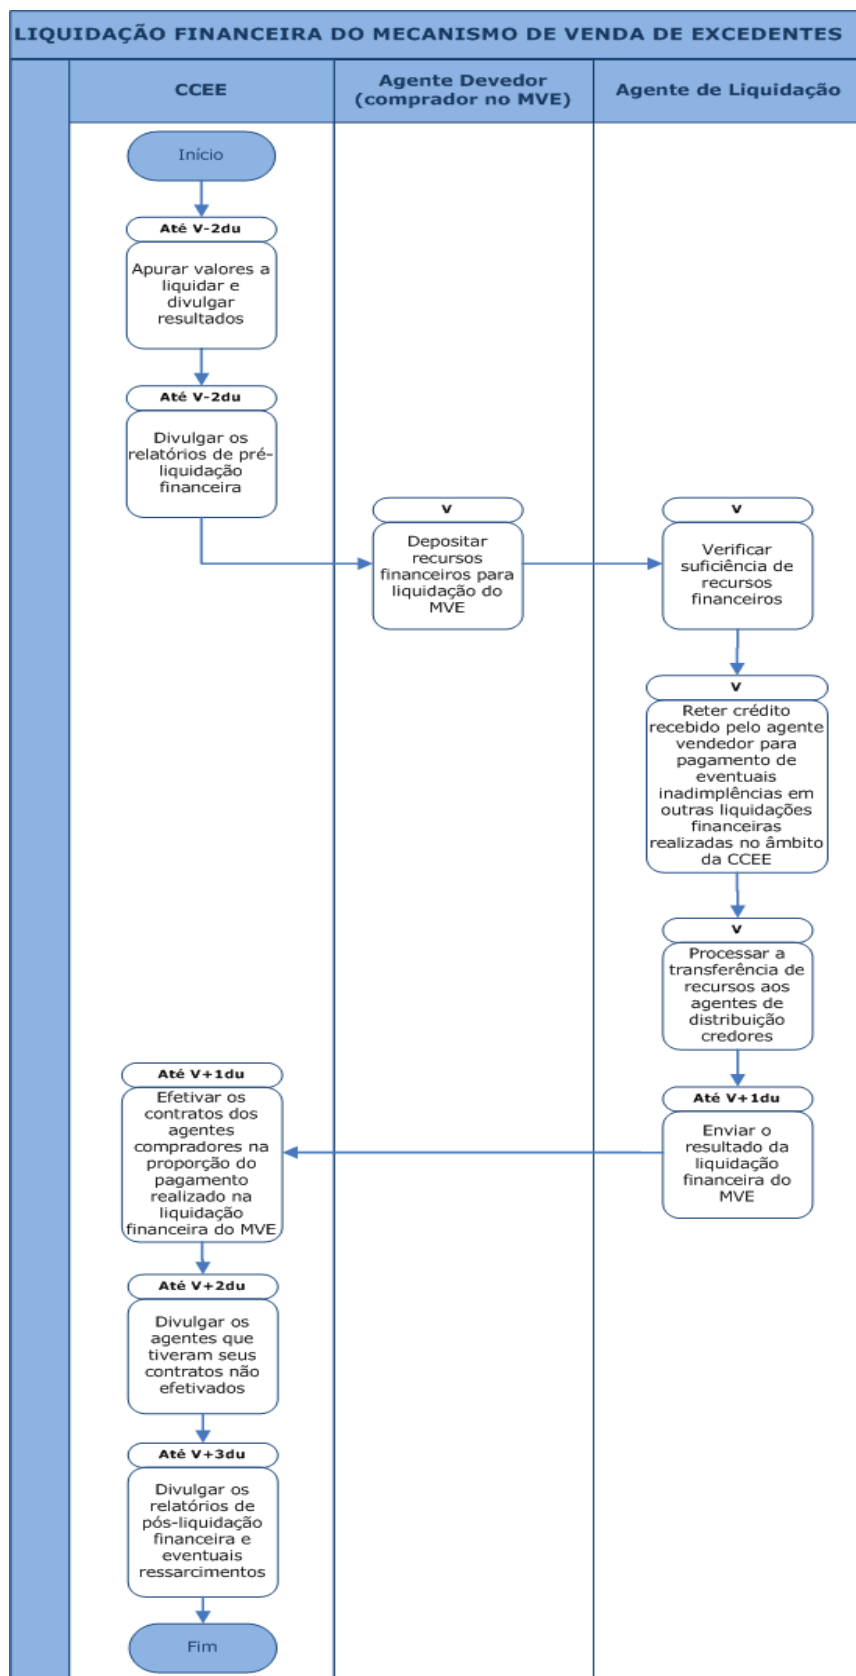 LIQUIDAÇÃO FINANCEIRA DO MECANISMO DE VENDA DE EXCEDENTES
CCEE
Agente Devedor
(comprador no MVE)
Agente de Liquidação
Início
Até V-2du
Apurar valores a
liquidar e
divulgar
resultados
Até V-2du
Divulgar os
relatórios de pré-
liquidação
financeira
V
Depositar
recursos
financeiros para
liquidação do
MVE
V
Verificar
suficiência de
recursos
financeiros
V
Reter crédito
recebido pelo agente
vendedor para
pagamento de
eventuais
inadimplências em
outras liquidações
financeiras
realizadas no âmbito
da CCEE
V
Processar a
transferência de
recursos aos
agentes de
distribuição
credores
Até V+1du
Enviar o
resultado da
liquidação
financeira do
MVE
Até V+1du
Efetivar os
contratos dos
agentes
compradores na
proporção do
pagamento
realizado na
liquidação
financeira do MVE
Até V+2du
Divulgar os
agentes que
tiveram seus
contratos não
efetivados
Até V+3du
Divulgar os
relatórios de
pós-liquidação
financeira e
eventuais
ressarcimentos
Fim